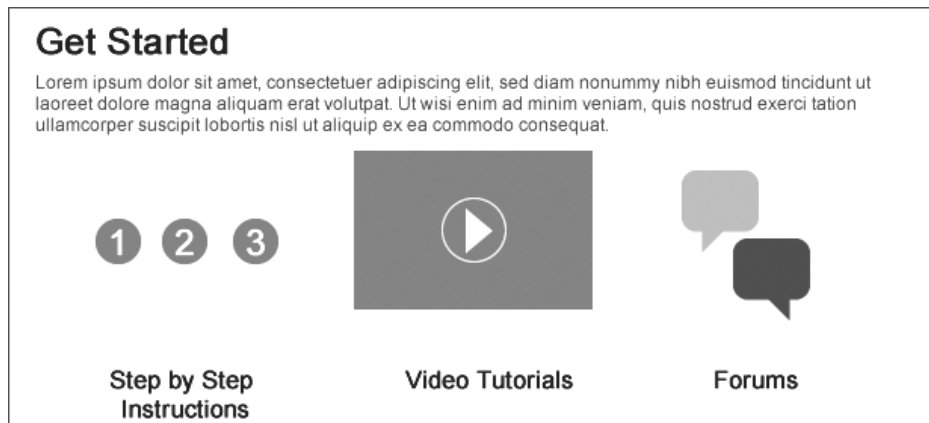 Get Started
Lorem ipsum dolor sit amet, consectetuer adipiscing elit, sed diam nonummy nibh euismod tincidunt ut
laoreet dolore magna aliquam erat volutpat. Ut wisi enim ad minim veniam, quis nostrud exerci tation
ullamcorper suscipit lobortis nisl ut aliquip ex ea commodo consequat.
1 2 3
Step by Step
Instructions
Video Tutorials
Forums